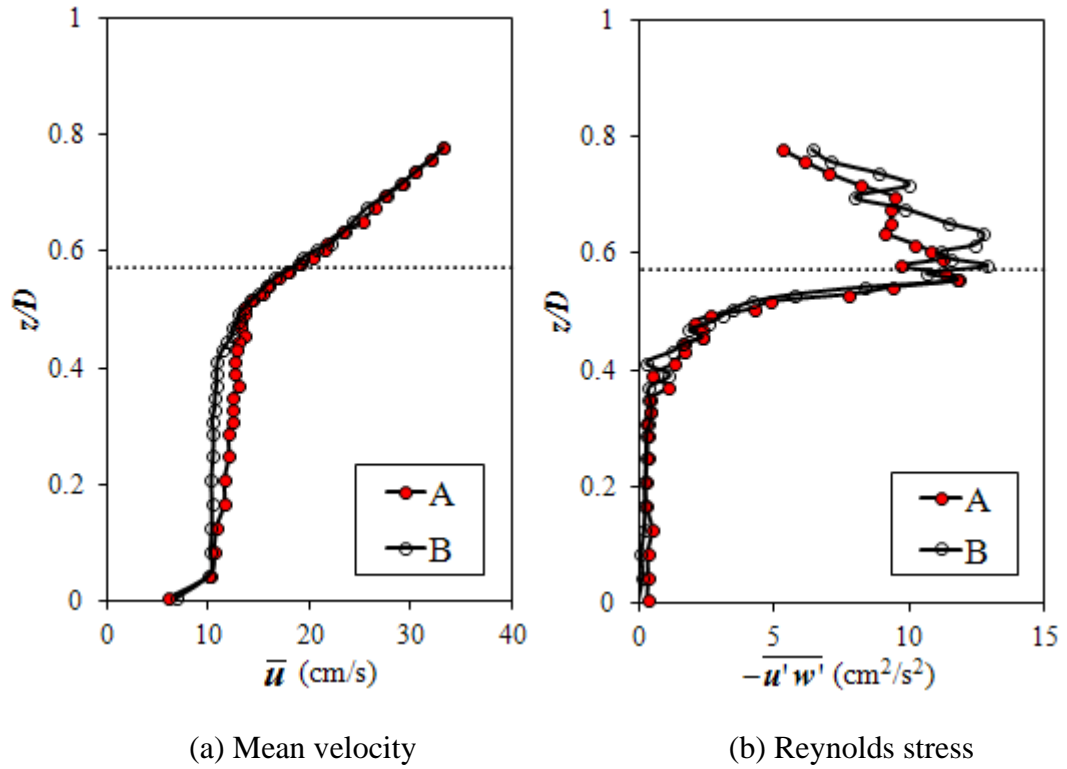 1
0.8
0.6
0.4
0.2
0
z/D
0 10 20 30 40
u̅ (cm/s)
A
B
(a) Mean velocity
1
0.8
0.6
0.4
0.2
0
z/D
0 5 10 15
−u'w' (cm²/s²)
A
B
(b) Reynolds stress